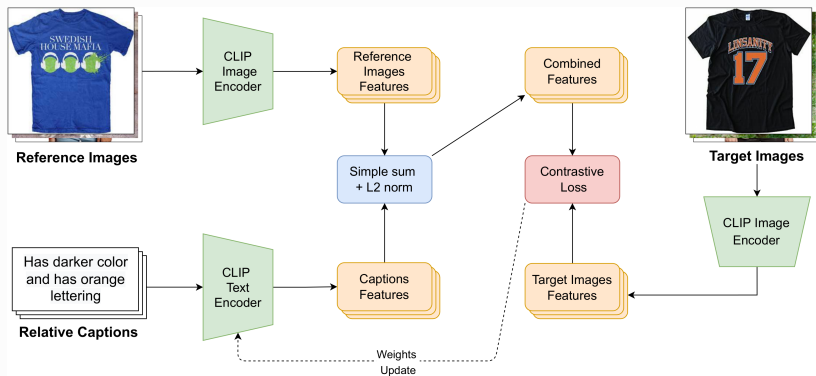 SWEDISH
HOUSE MAFIA
Reference Images
CLIP
Image
Encoder
Reference
Images
Features
Combined
Features
LINSANITY
17
Target Images
Simple sum
+ L2 norm
Contrastive
Loss
CLIP Image
Encoder
Has darker color
and has orange
lettering
Relative Captions
CLIP
Text
Encoder
Captions
Features
Target Images
Features
Weights
Update